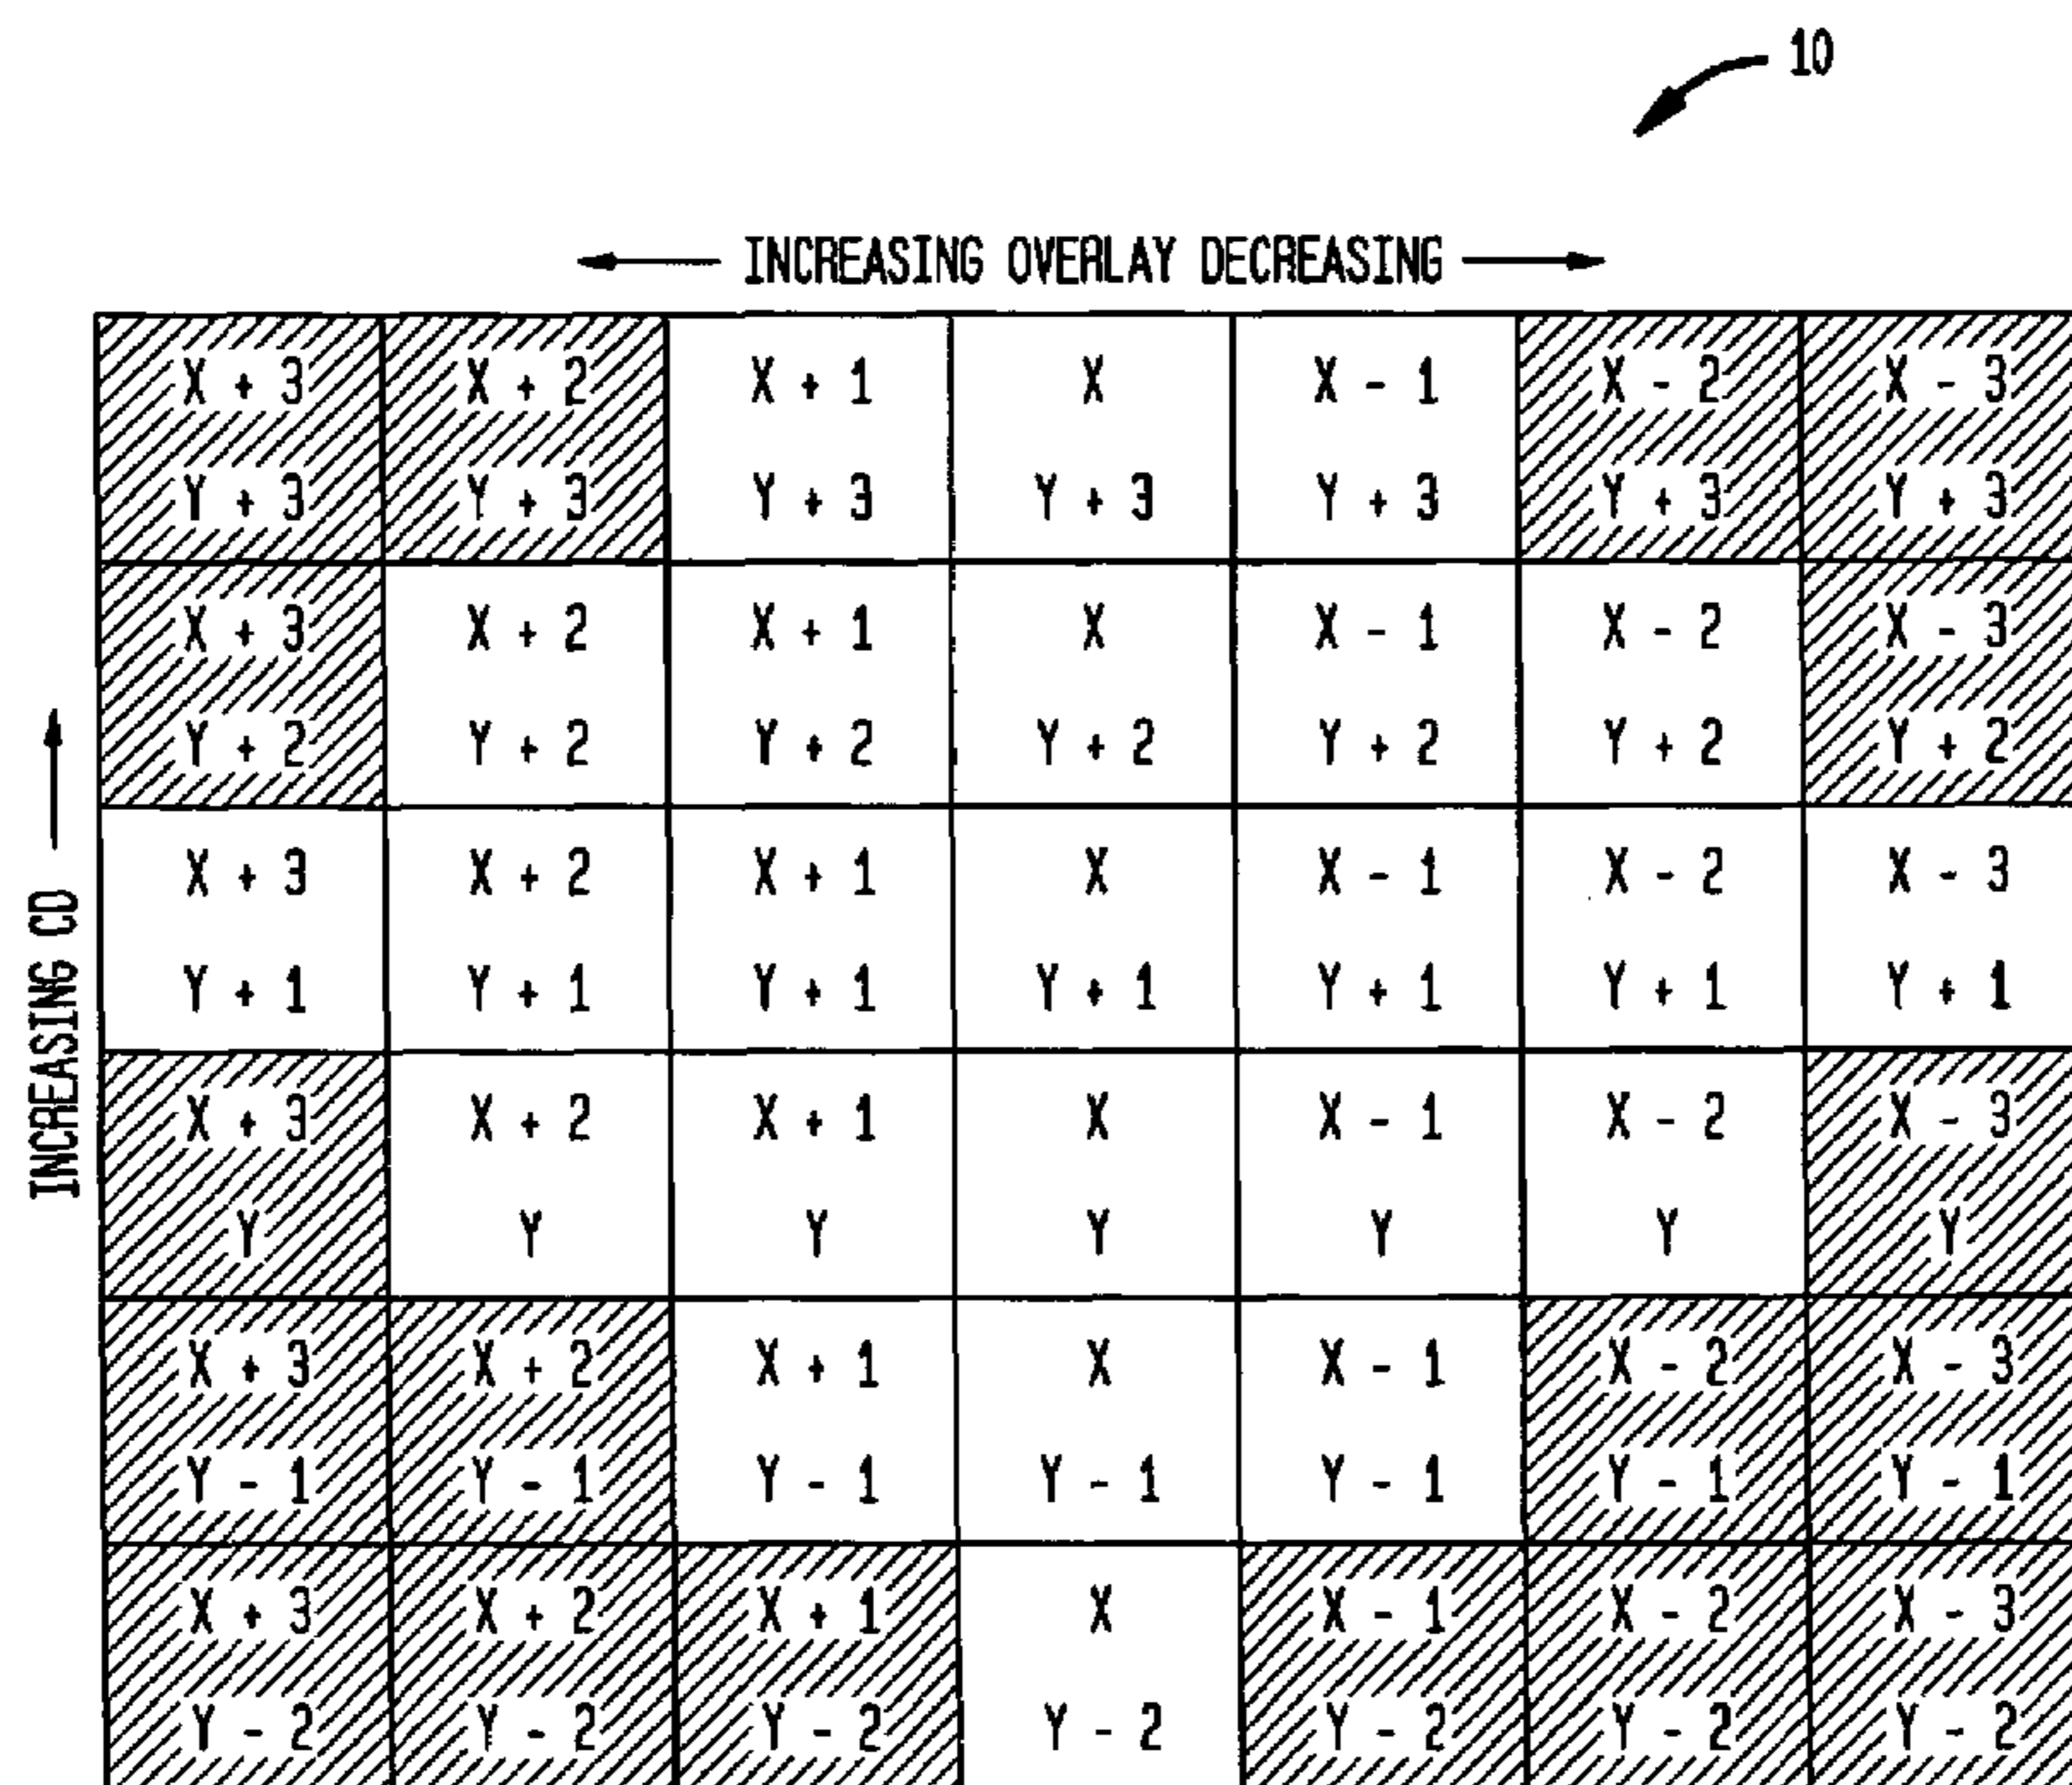 10
INCREASING OVERLAY DECREASING
INCREASING CD
X + 3 X + 2 X + 1 X X - 1 X - 2 X - 3
Y + 3 Y + 3 Y + 3 Y + 3 Y + 3 Y + 3 Y + 3
X + 3 X + 2 X + 1 X X - 1 X - 2 X - 3
Y + 2 Y + 2 Y + 2 Y + 2 Y + 2 Y + 2 Y + 2
X + 3 X + 2 X + 1 X X - 1 X - 2 X - 3
Y + 1 Y + 1 Y + 1 Y + 1 Y + 1 Y + 1 Y + 1
X + 3 X + 2 X + 1 X X - 1 X - 2 X - 3
Y Y Y Y Y Y Y
X + 3 X + 2 X + 1 X X - 1 X - 2 X - 3
Y - 1 Y - 1 Y - 1 Y - 1 Y - 1 Y - 1 Y - 1
X + 3 X + 2 X + 1 X X - 1 X - 2 X - 3
Y - 2 Y - 2 Y - 2 Y - 2 Y - 2 Y - 2 Y - 2